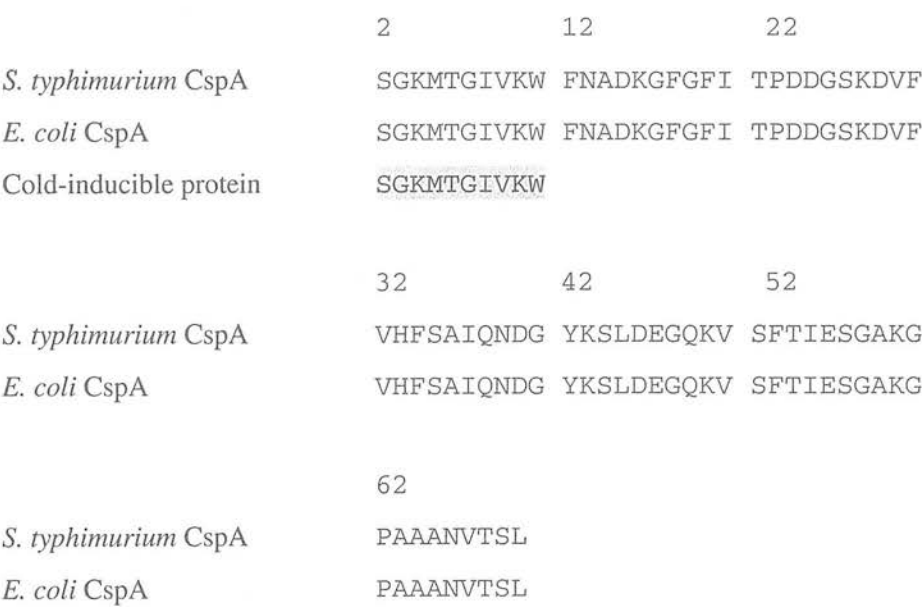 2 12 22
S. typhimurium CspA SGKMTGIVKW FNADKGFGFI TPDDGSKDVF
E. coli CspA SGKMTGIVKW FNADKGFGFI TPDDGSKDVF
Cold-inducible protein SGKMTGIVKW
32 42 52
S. typhimurium CspA VHFSAIQNDG YKSLDEGQKV SFTIESGAKG
E. coli CspA VHFSAIQNDG YKSLDEGQKV SFTIESGAKG
62
S. typhimurium CspA PAAANVTSL
E. coli CspA PAAANVTSL